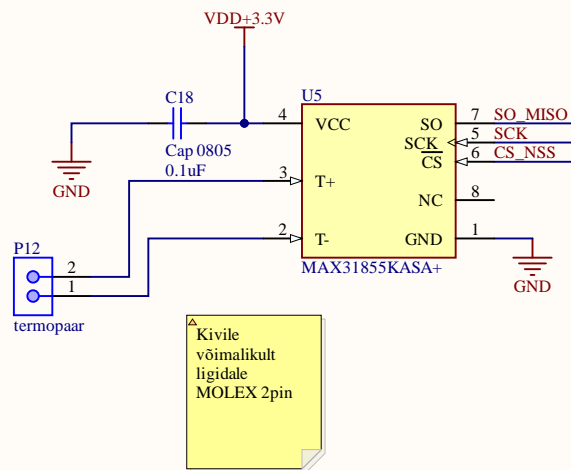 VDD+3.3V
C18
Cap 0805
0.1uF
GND
U5
4 VCC SO 7 SO_MISO
SCK 5 SCK
CS 6 CS_NSS
3 T+
NC 8
2 T-
GND 1
MAX31855KASA+
GND
P12
2
1
termopaar
Kivile
võimalikult
ligidale
MOLEX 2pin